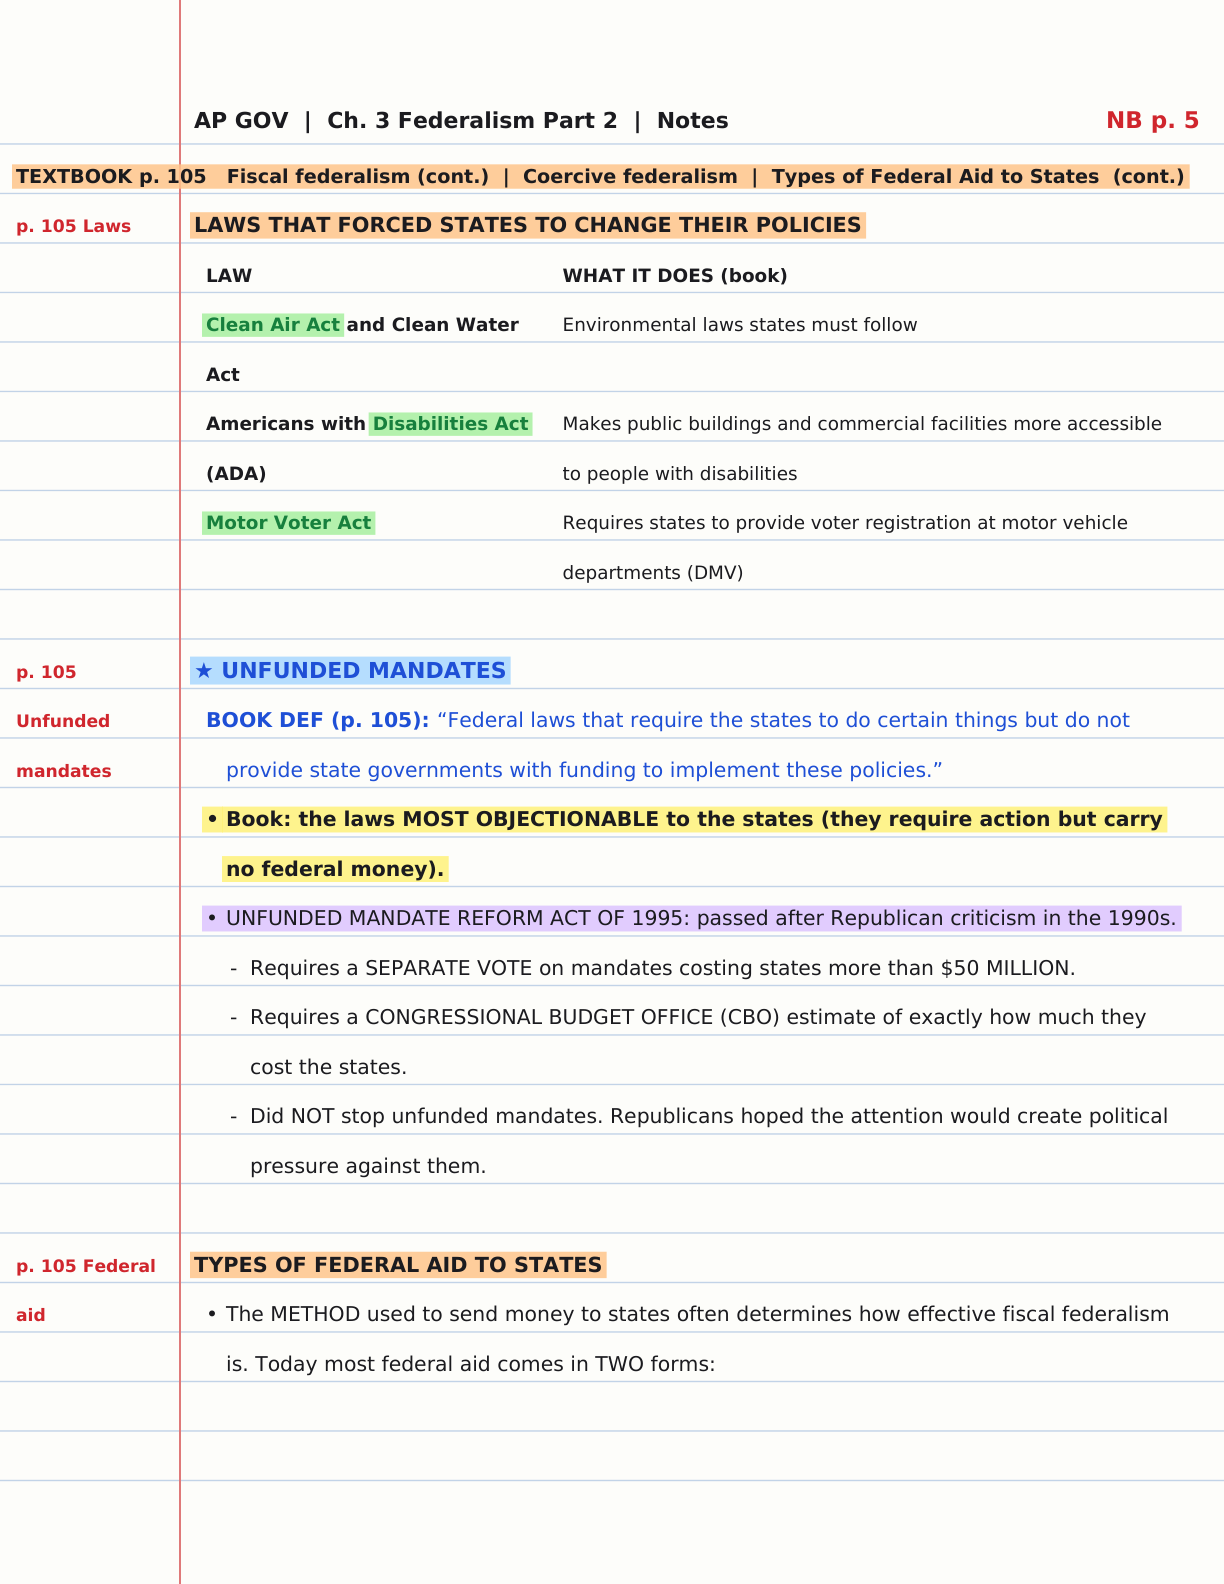 AP GOV | Ch. 3 Federalism Part 2 | Notes NB p. 5
TEXTBOOK p. 105 Fiscal federalism (cont.) | Coercive federalism | Types of Federal Aid to States (cont.)
p. 105 Laws LAWS THAT FORCED STATES TO CHANGE THEIR POLICIES
LAW WHAT IT DOES (book)
Clean Air Act and Clean Water Environmental laws states must follow
Act
Americans with Disabilities Act Makes public buildings and commercial facilities more accessible
(ADA) to people with disabilities
Motor Voter Act Requires states to provide voter registration at motor vehicle
departments (DMV)
p. 105 ★ UNFUNDED MANDATES
Unfunded BOOK DEF (p. 105): “Federal laws that require the states to do certain things but do not
mandates provide state governments with funding to implement these policies.”
• Book: the laws MOST OBJECTIONABLE to the states (they require action but carry
no federal money).
• UNFUNDED MANDATE REFORM ACT OF 1995: passed after Republican criticism in the 1990s.
- Requires a SEPARATE VOTE on mandates costing states more than $50 MILLION.
- Requires a CONGRESSIONAL BUDGET OFFICE (CBO) estimate of exactly how much they
cost the states.
- Did NOT stop unfunded mandates. Republicans hoped the attention would create political
pressure against them.
p. 105 Federal TYPES OF FEDERAL AID TO STATES
aid • The METHOD used to send money to states often determines how effective fiscal federalism
is. Today most federal aid comes in TWO forms: